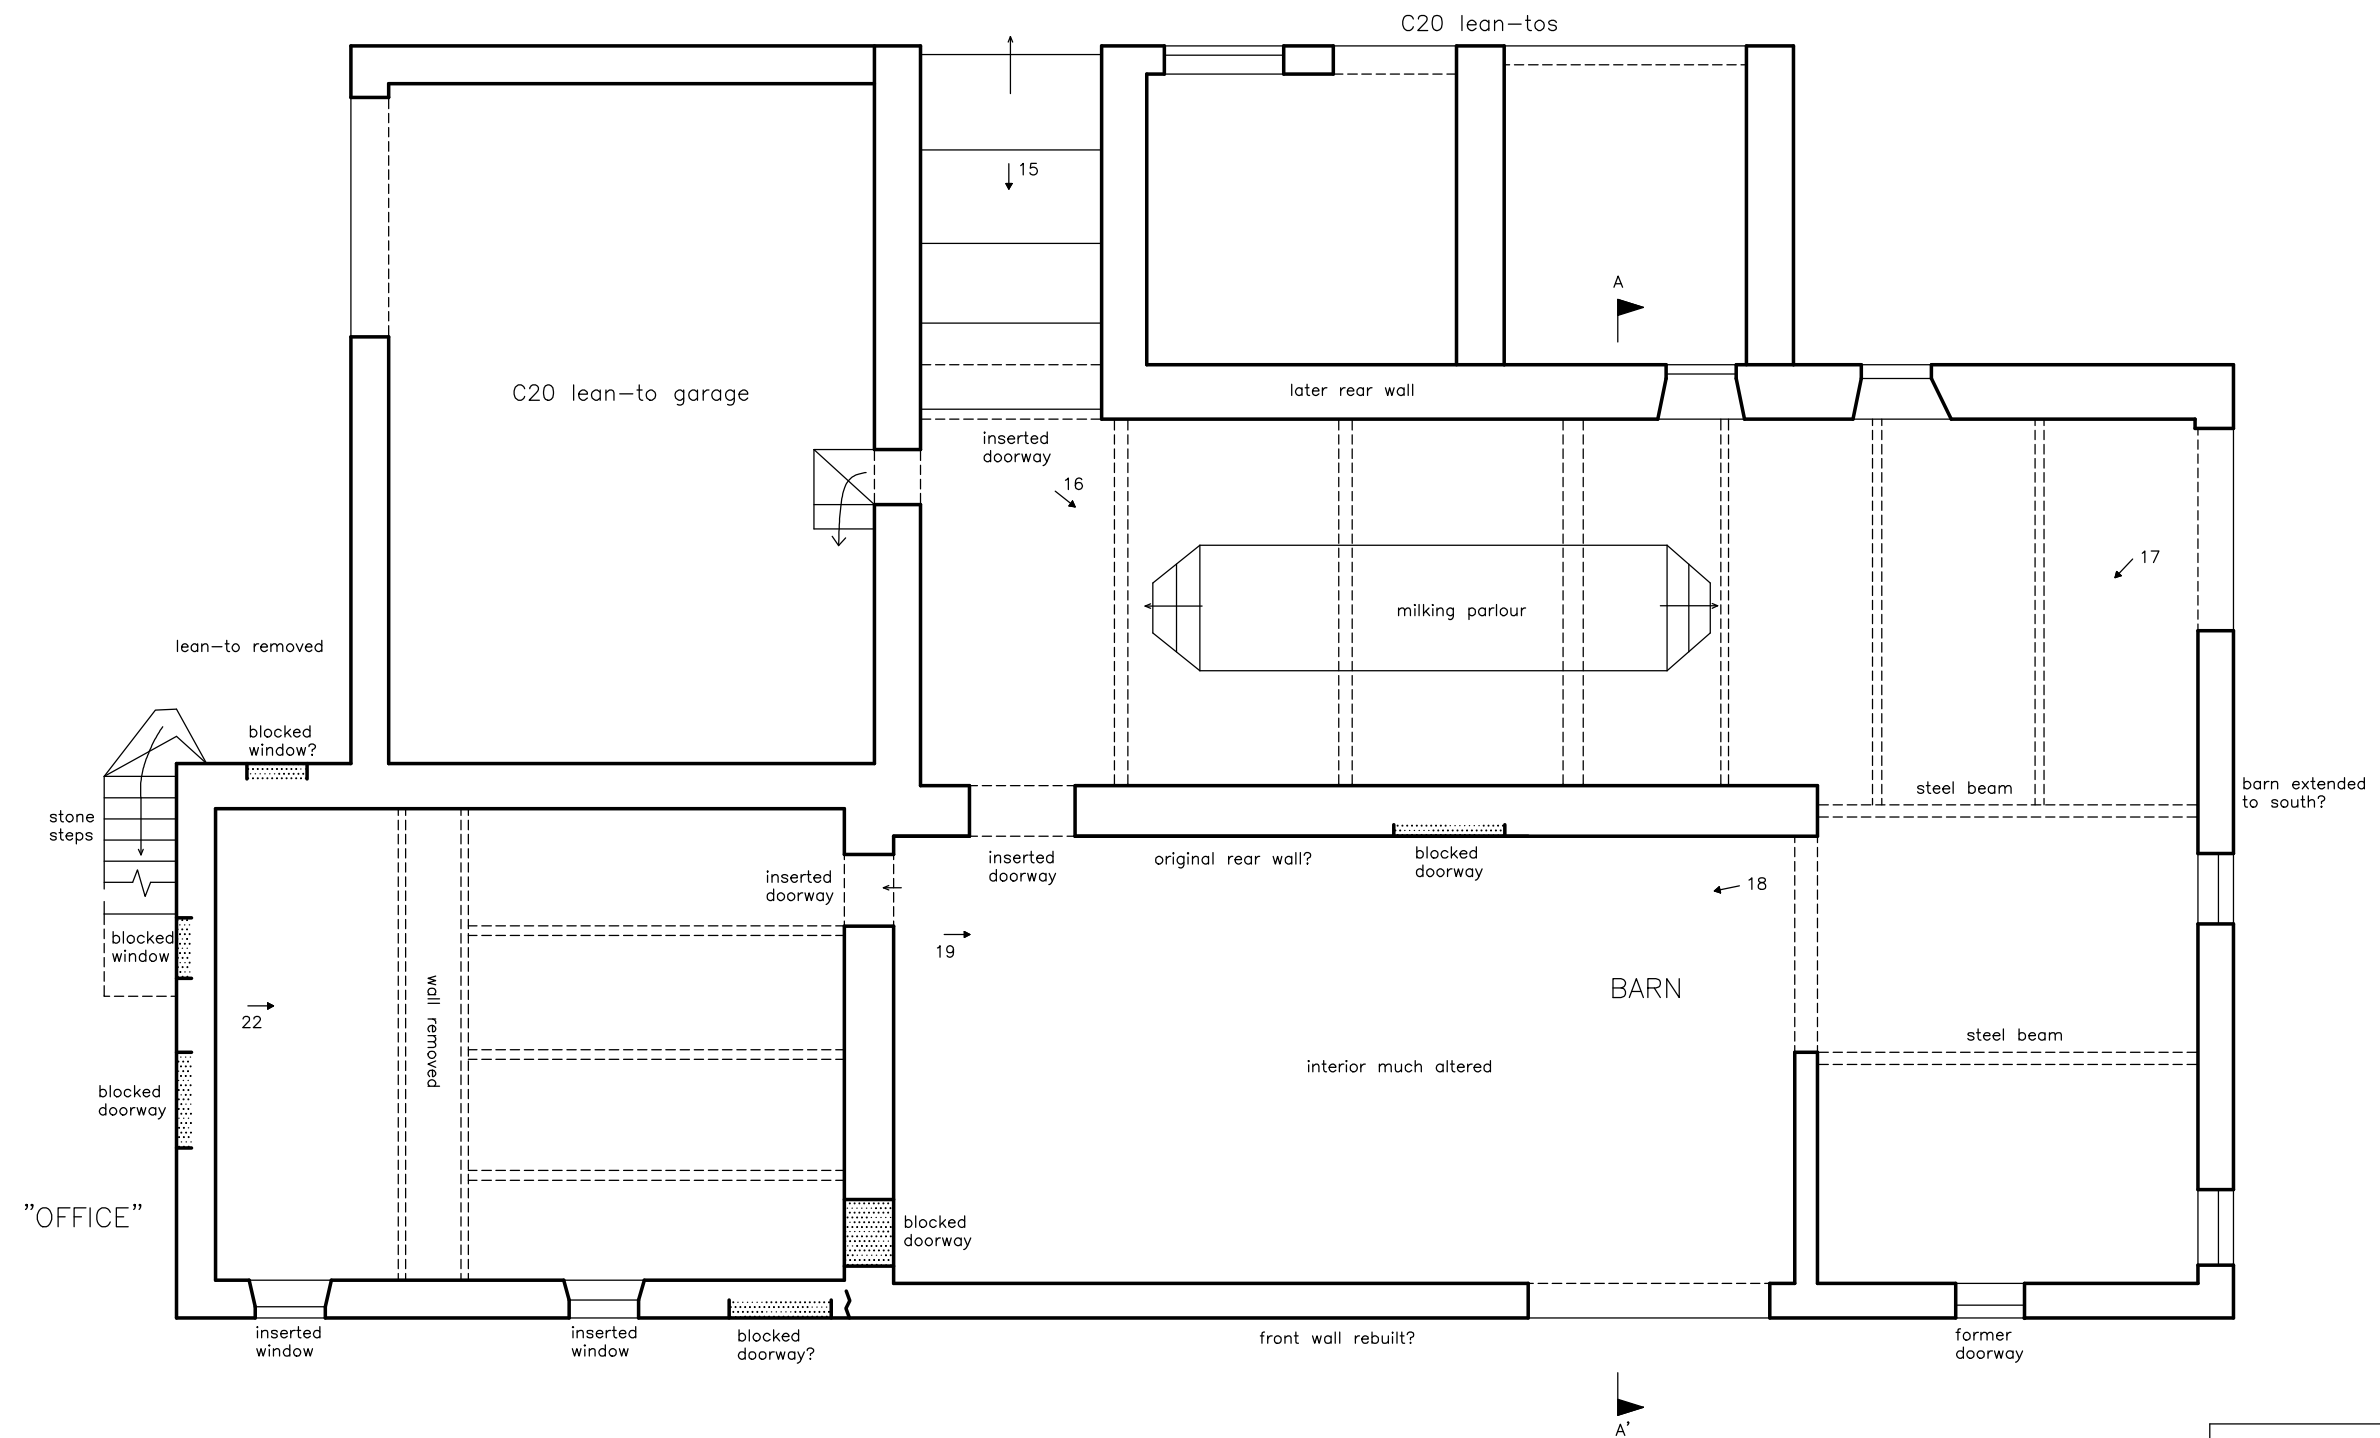 C20 lean-tos
15
A
C20 lean-to garage
later rear wall
inserted
doorway
16
17
milking parlour
lean-to removed
blocked
window?
steel beam
barn extended
to south?
stone
steps
inserted
doorway
inserted
doorway
original rear wall?
blocked
doorway
18
blocked
window
19
wall removed
BARN
22
steel beam
interior much altered
blocked
doorway
"OFFICE"
blocked
doorway
inserted
window
inserted
window
blocked
doorway?
front wall rebuilt?
former
doorway
A'